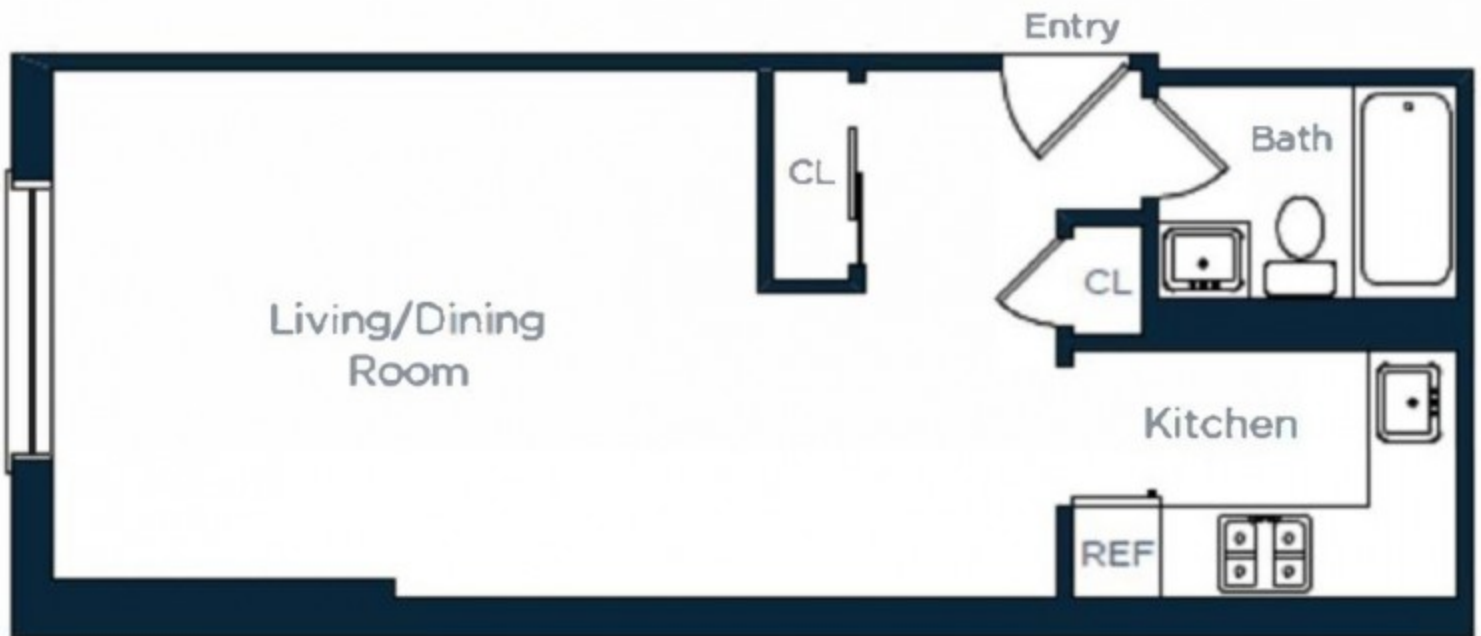 Entry
Bath
CL
CL
Living/Dining
Room
Kitchen
REF